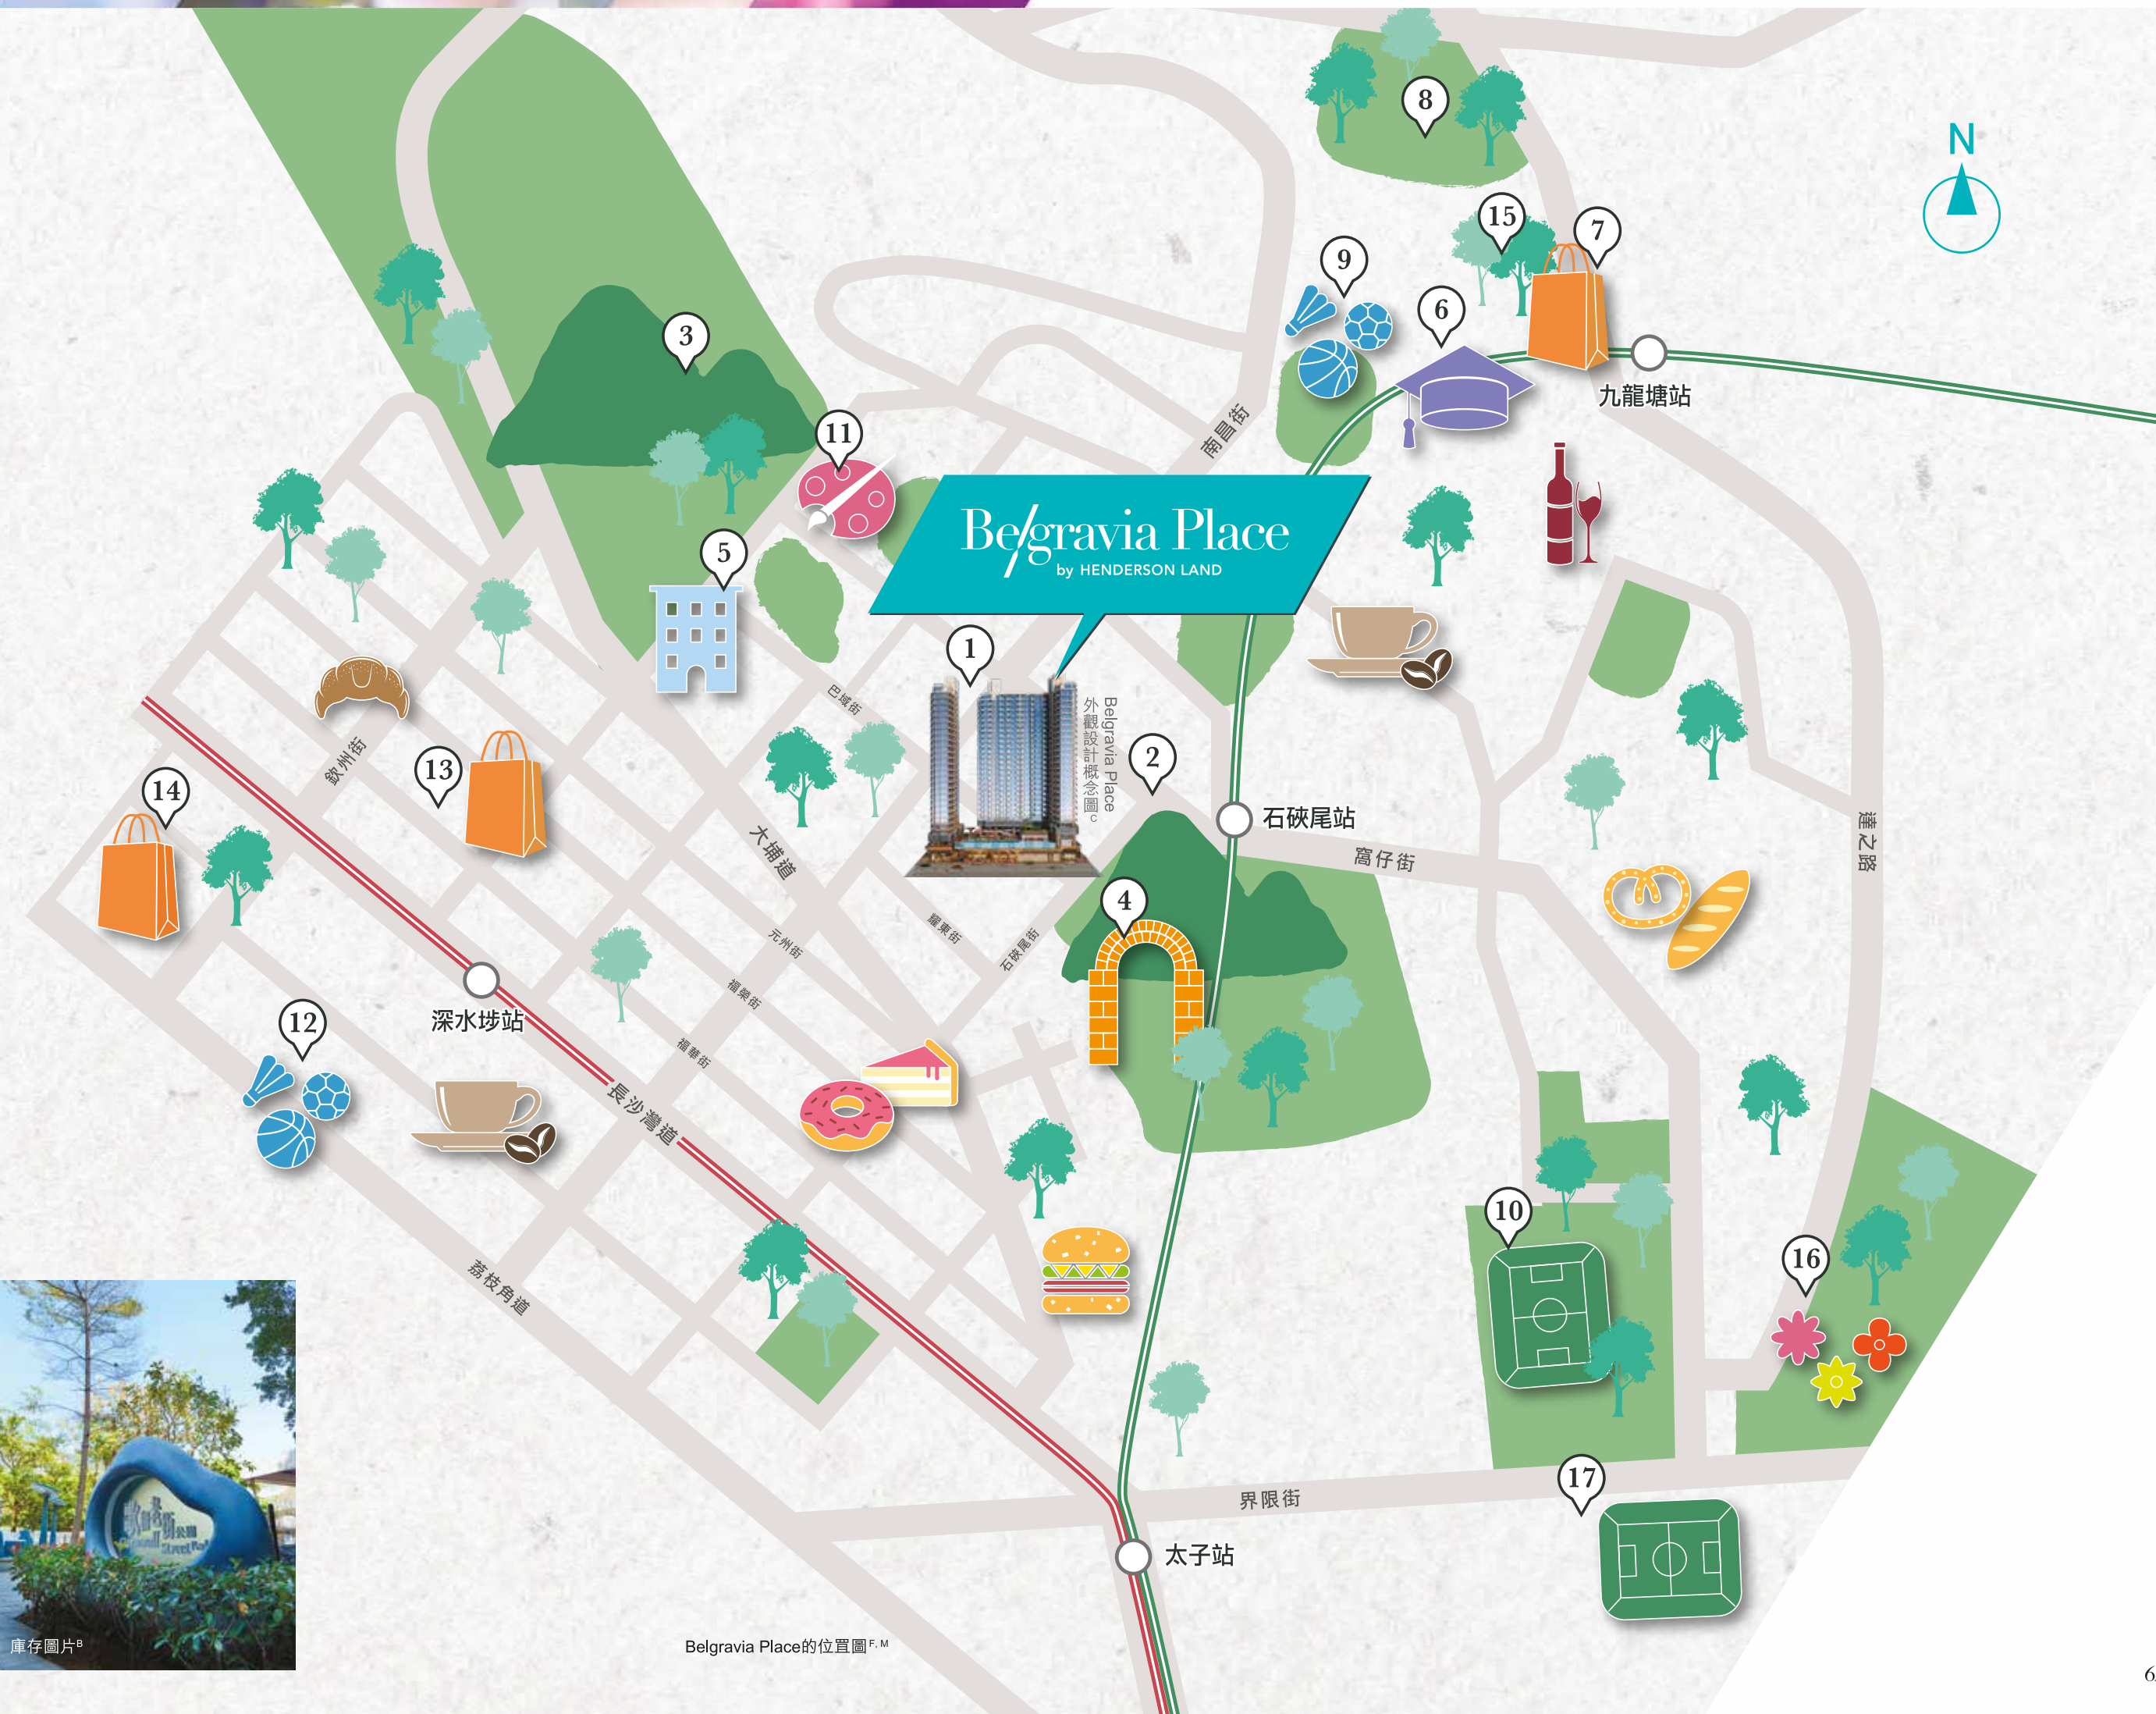 8
N
15
7
9
6
3
九龍塘站
11
南昌街
Belgravia Place
by HENDERSON LAND
5
1
巴域街
Belgravia Place
外觀設計概念圖C
2
欽州街
13
14
石硤尾站
大埔道
窩仔街
達之路
4
耀東街
元州街
石硤尾街
福榮街
深水埗站
12
福華街
長沙灣道
10
16
荔枝角道
17
界限街
太子站
公園
庫存圖片B
Belgravia Place的位置圖F, M
6